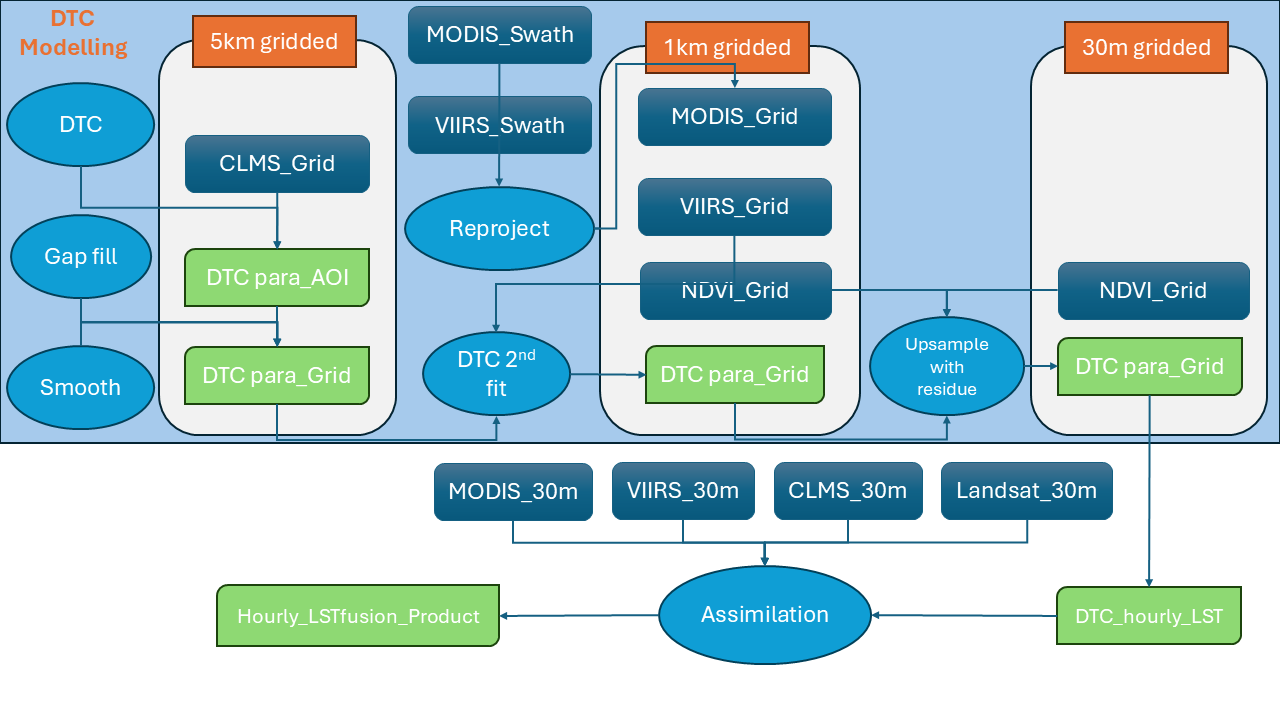 DTC
Modelling
5km gridded
MODIS_Swath
1km gridded
30m gridded
DTC
VIIRS_Swath
MODIS_Grid
CLMS_Grid
VIIRS_Grid
Reproject
Gap fill
DTC para_AOI
NDVI_Grid
NDVI_Grid
Smooth
DTC para_Grid
DTC 2nd
fit
DTC para_Grid
Upsample
with
residue
DTC para_Grid
MODIS_30m
VIIRS_30m
CLMS_30m
Landsat_30m
Hourly_LSTfusion_Product
Assimilation
DTC_hourly_LST